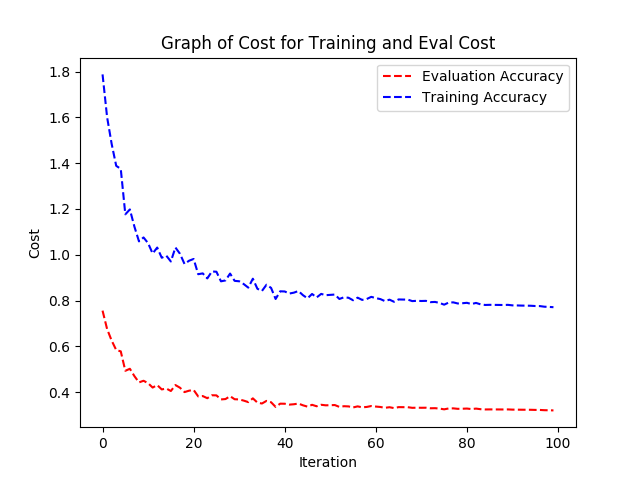 Graph of Cost for Training and Eval Cost
Evaluation Accuracy
Training Accuracy
1.8
1.6
1.4
1.2
1.0
0.8
0.6
0.4
Cost
0
20
40
60
80
100
Iteration